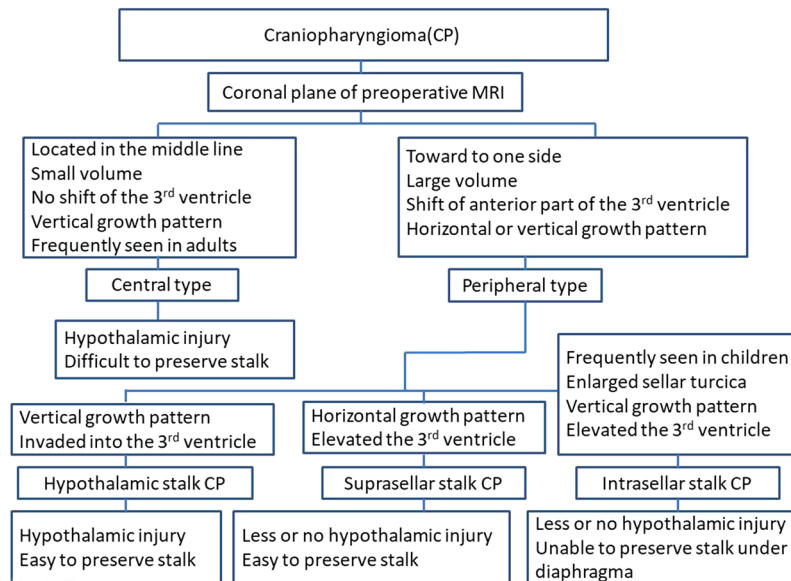 Craniopharyngioma(CP)
Coronal plane of preoperative MRI
Located in the middle line
Small volume
No shift of the 3rd ventricle
Vertical growth pattern
Frequently seen in adults
Toward to one side
Large volume
Shift of anterior part of the 3rd ventricle
Horizontal or vertical growth pattern
Central type
Peripheral type
Hypothalamic injury
Difficult to preserve stalk
Frequently seen in children
Enlarged sellar turcica
Vertical growth pattern
Elevated the 3rd ventricle
Vertical growth pattern
Invaded into the 3rd ventricle
Horizontal growth pattern
Elevated the 3rd ventricle
Hypothalamic stalk CP
Suprasellar stalk CP
Intrasellar stalk CP
Hypothalamic injury
Easy to preserve stalk
Less or no hypothalamic injury
Easy to preserve stalk
Less or no hypothalamic injury
Unable to preserve stalk under
diaphragma